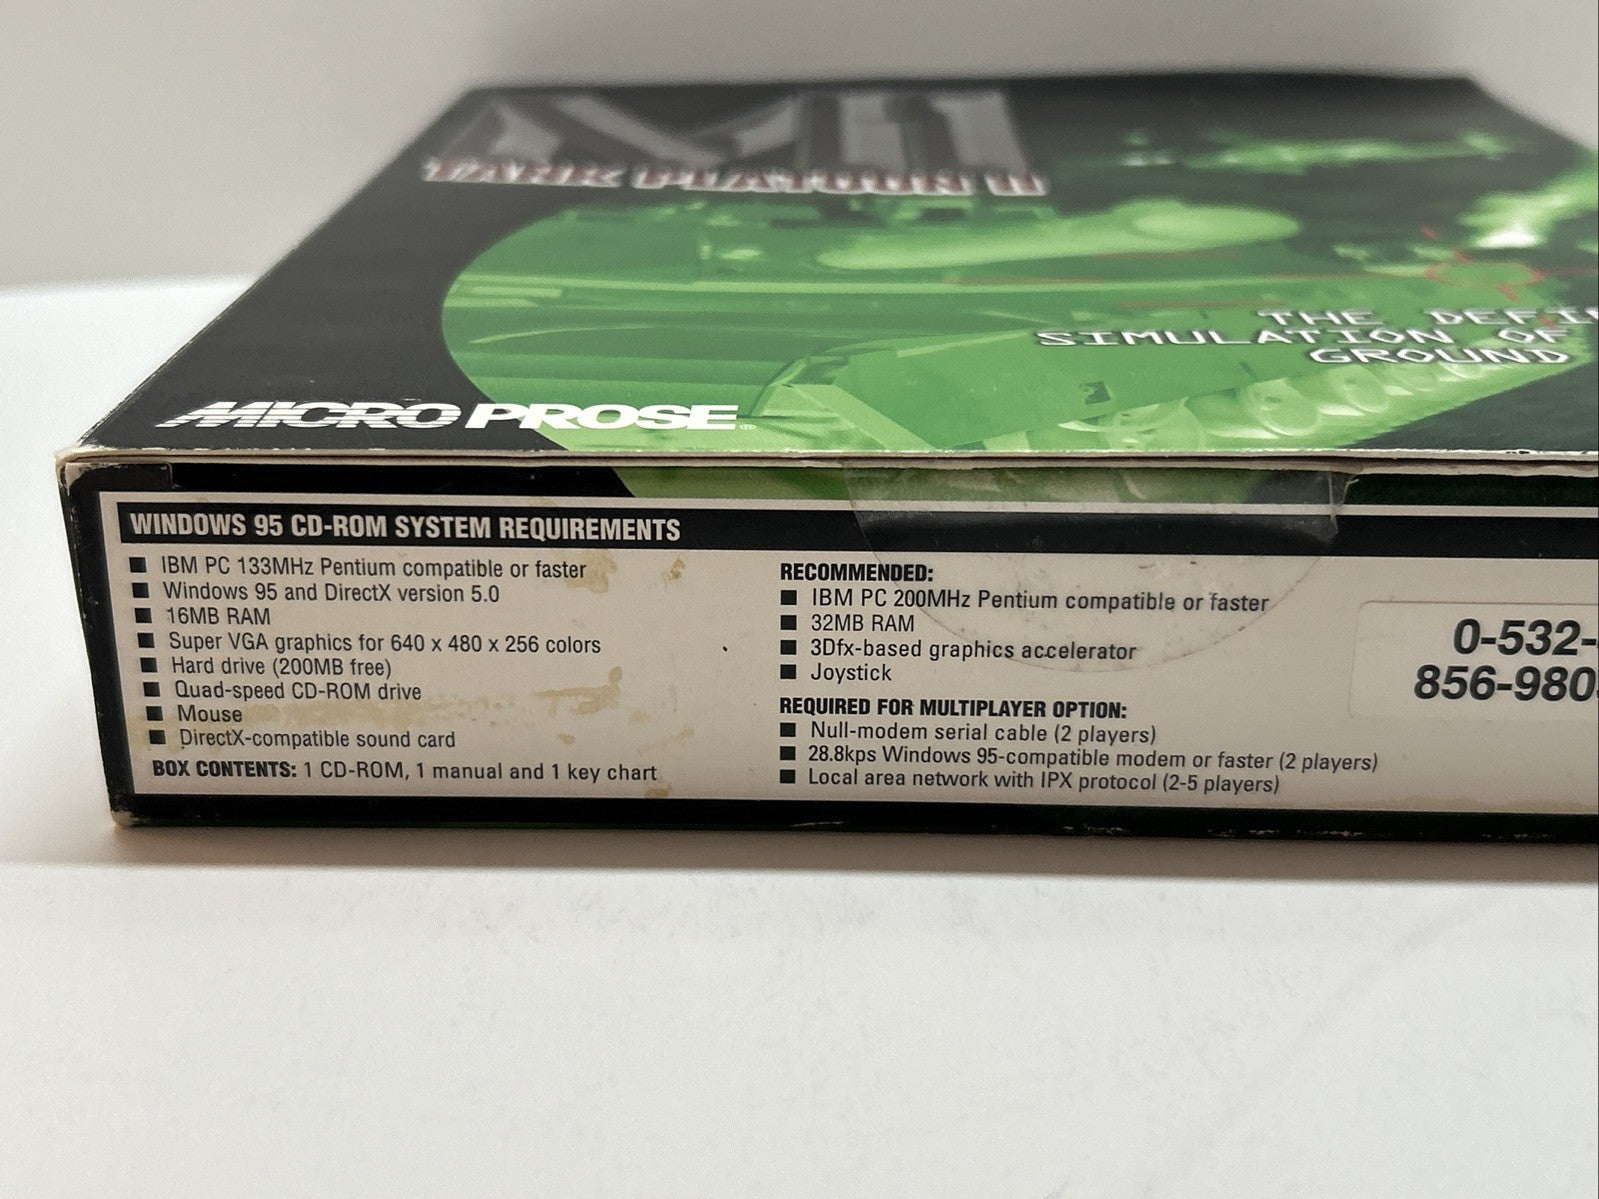 M1
TANK PLATOON II
THE DEFI
SIMULATION OF
GROUND
MICROPROSE
WINDOWS 95 CD-ROM SYSTEM REQUIREMENTS
■ IBM PC 133MHz Pentium compatible or faster
■ Windows 95 and DirectX version 5.0
■ 16MB RAM
■ Super VGA graphics for 640 x 480 x 256 colors
■ Hard drive (200MB free)
■ Quad-speed CD-ROM drive
■ Mouse
■ DirectX-compatible sound card
BOX CONTENTS: 1 CD-ROM, 1 manual and 1 key chart
RECOMMENDED:
■ IBM PC 200MHz Pentium compatible or faster
■ 32MB RAM
■ 3Dfx-based graphics accelerator
■ Joystick
REQUIRED FOR MULTIPLAYER OPTION:
■ Null-modem serial cable (2 players)
■ 28.8kps Windows 95-compatible modem or faster (2 players)
■ Local area network with IPX protocol (2-5 players)
0-532-
856-980